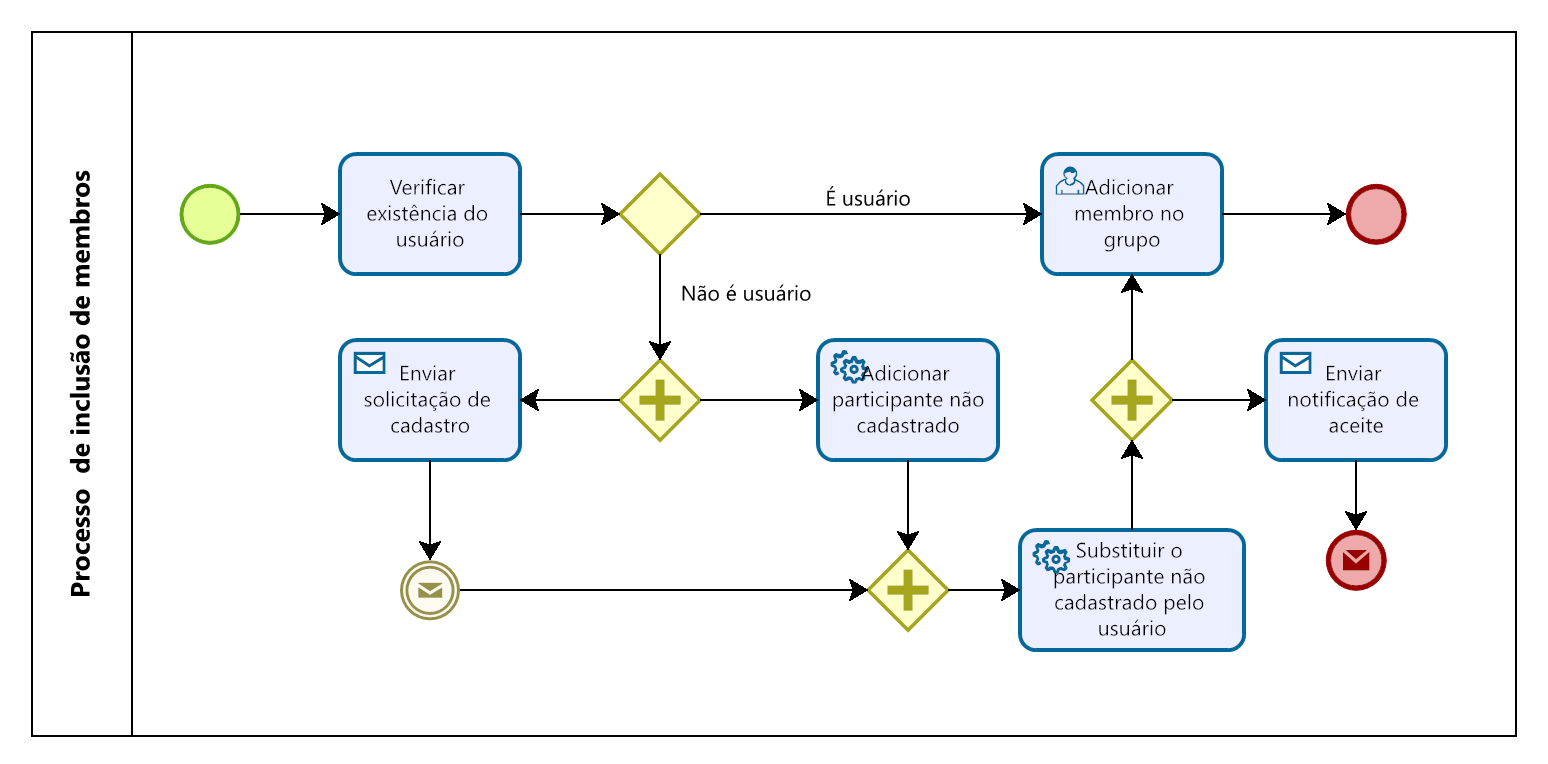 Processo  de inclusão de membros
Verificar
existência do
usuário
É usuário
Adicionar
membro no
grupo
Não é usuário
Enviar
solicitação de
cadastro
Adicionar
participante não
cadastrado
Enviar
notificação de
aceite
Substituir o
participante não
cadastrado pelo
usuário